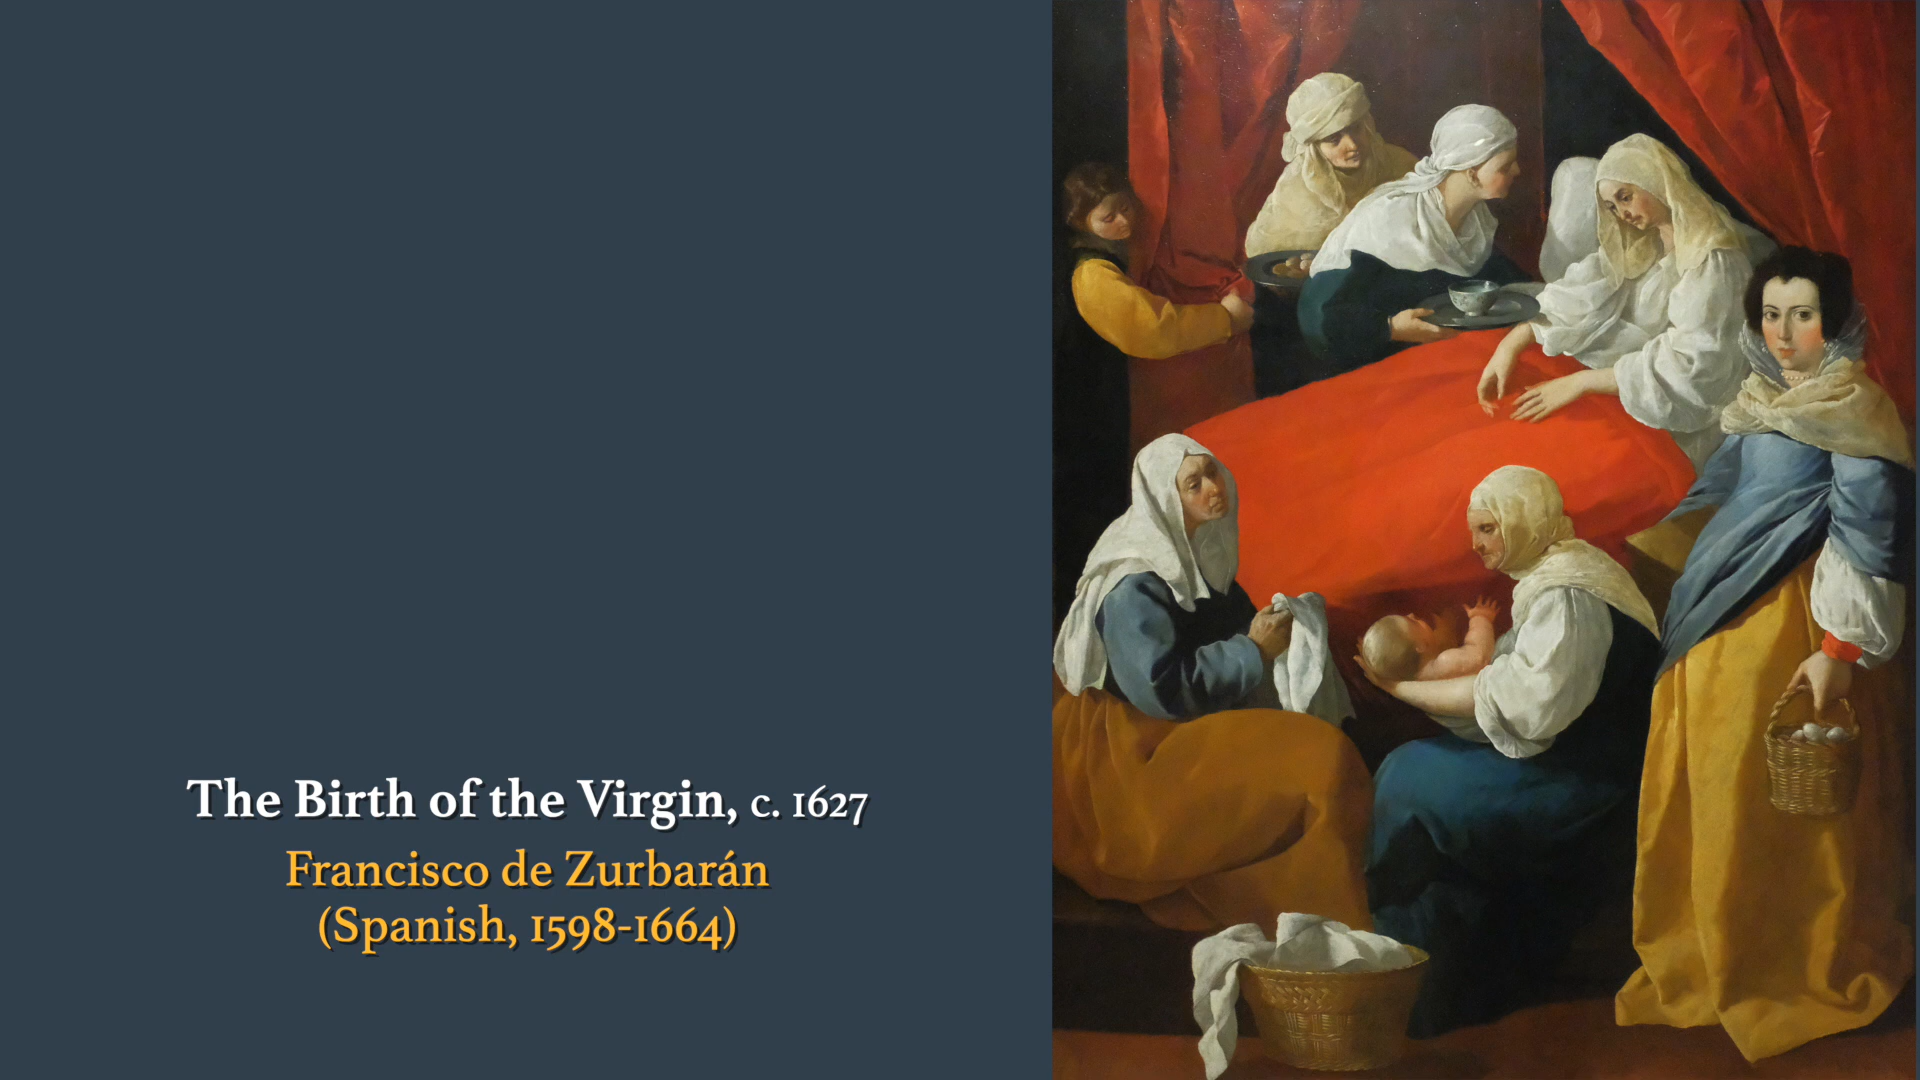 The Birth of the Virgin, c. 1627
Francisco de Zurbarán
(Spanish, 1598-1664)